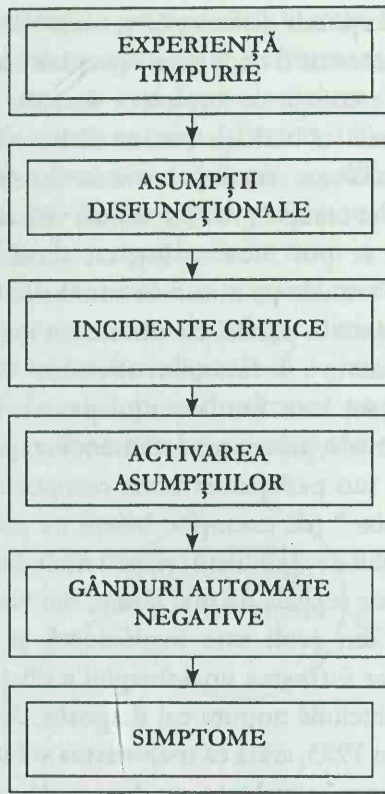 EXPERIENȚĂ
TIMPURIE
ASUMPȚII
DISFUNCȚIONALE
INCIDENTE CRITICE
ACTIVAREA
ASUMPȚIILOR
GÂNDURI AUTOMATE
NEGATIVE
SIMPTOME